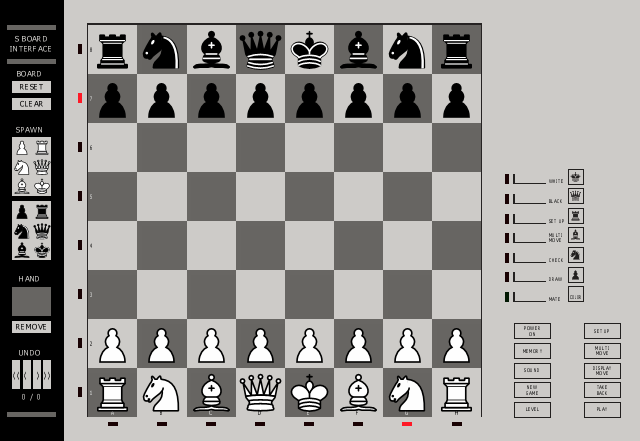 S BOARD
INTERFACE
BOARD
RESET
CLEAR
SPAWN
HAND
REMOVE
UNDO
0 / 0
8
7
6
5
4
3
2
1
A B C D E F G H
WHITE
BLACK
SET UP
MULTI
MOVE
CHECK
DRAW
MATE
COLOR
POWER
ON
SET UP
MEMORY
MULTI
MOVE
SOUND
DISPLAY
MOVE
NEW
GAME
TAKE
BACK
LEVEL
PLAY